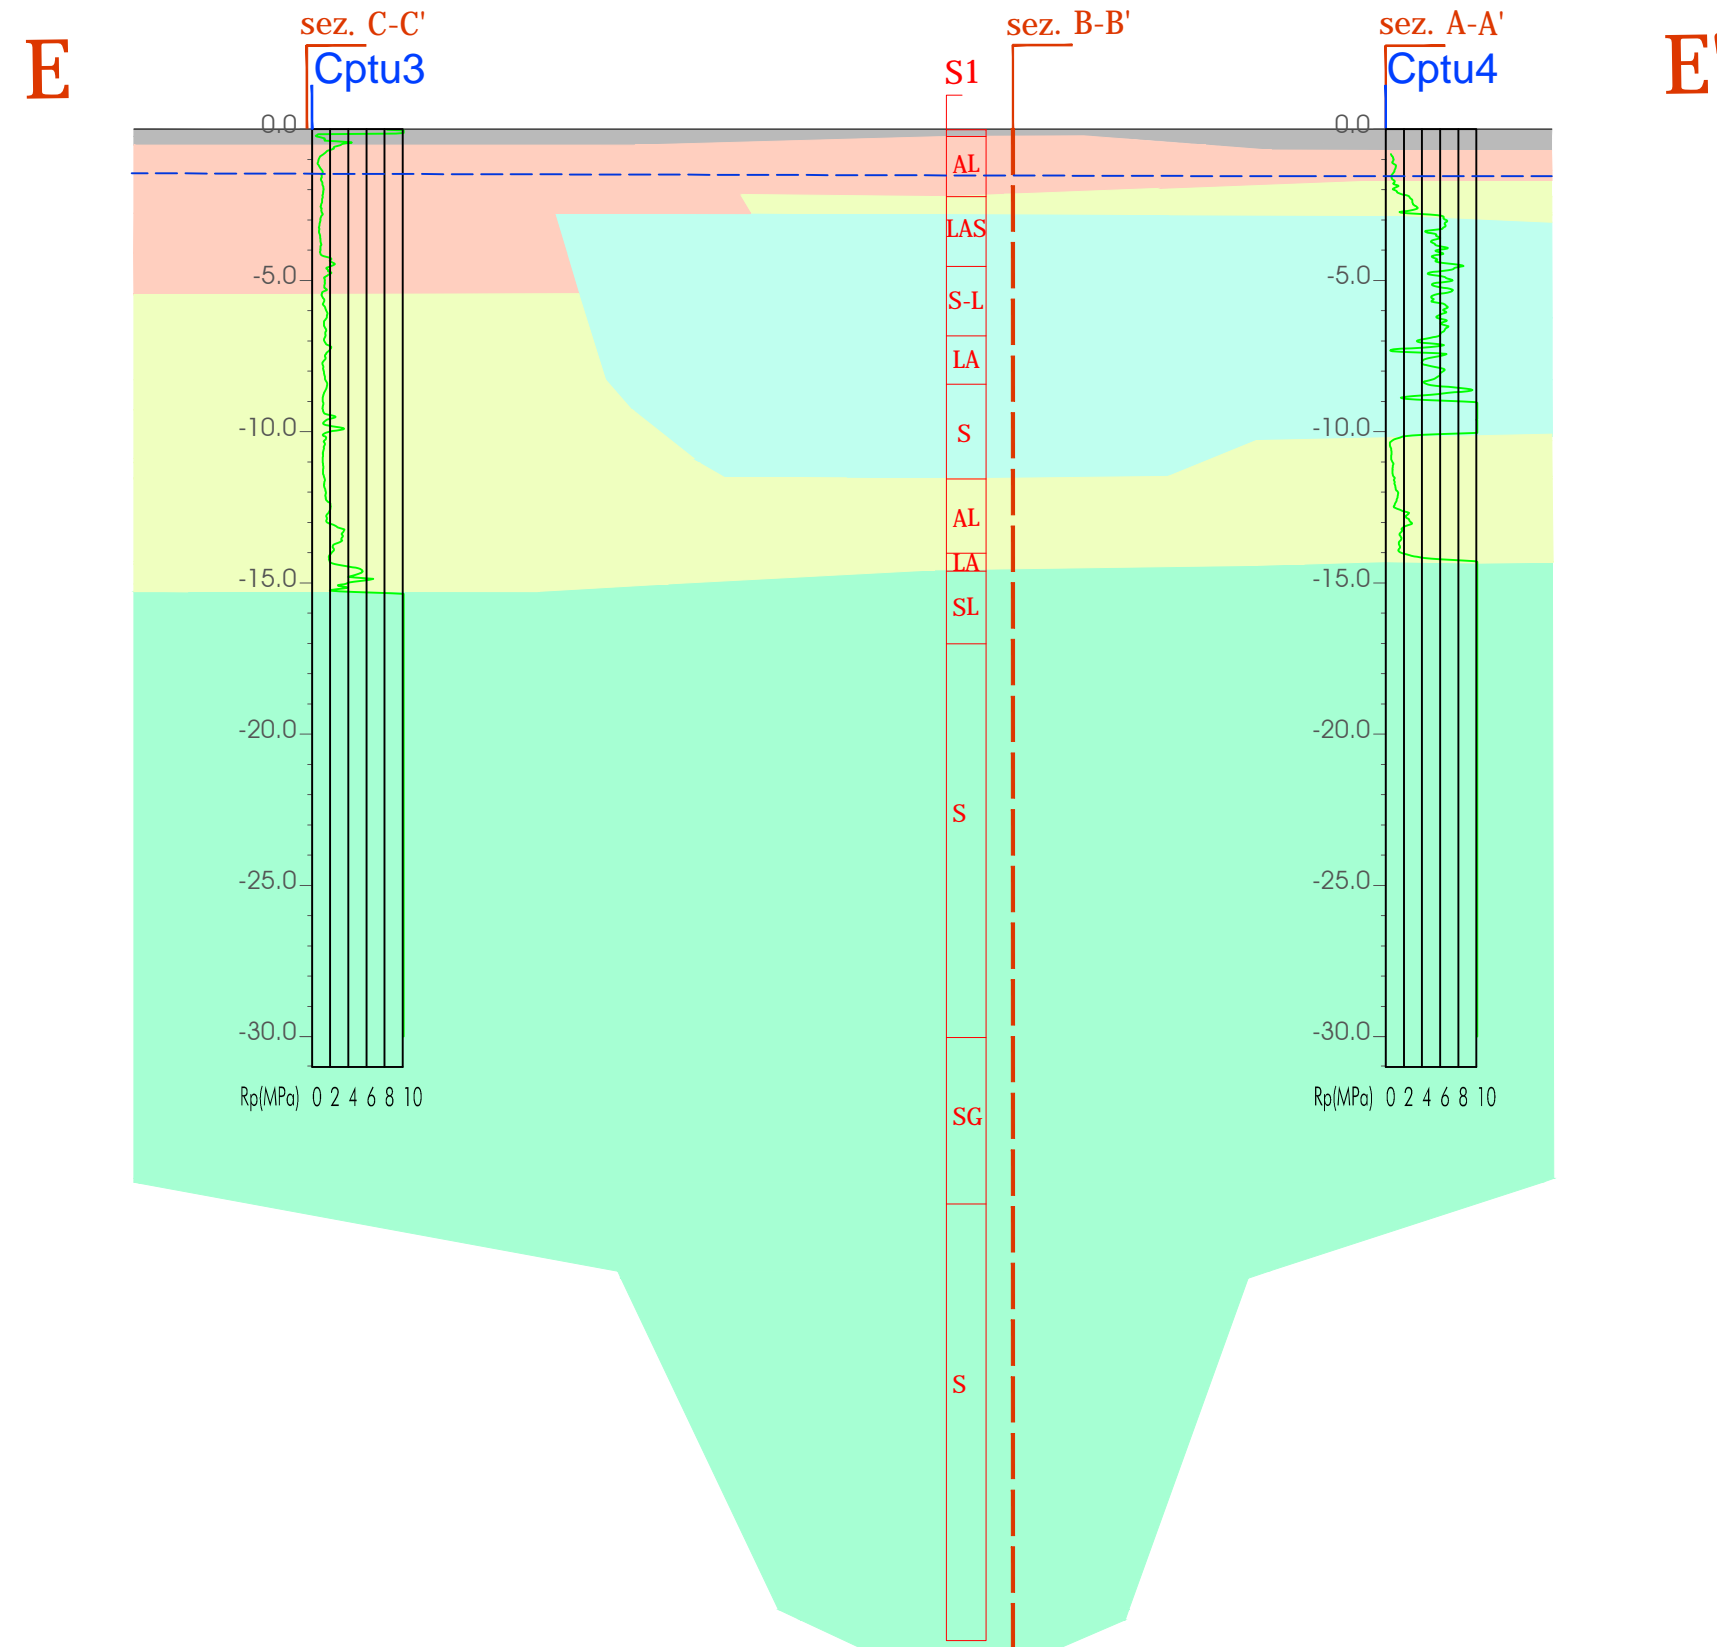 sez. C-C'
sez. B-B'
sez. A-A'
E
Cptu3
S1
Cptu4
E'
0.0
0.0
AL
LAS
-5.0
-5.0
S-L
LA
-10.0
S
-10.0
AL
LA
-15.0
-15.0
SL
-20.0
-20.0
S
-25.0
-25.0
-30.0
-30.0
Rp(MPa) 0 2 4 6 8 10
Rp(MPa) 0 2 4 6 8 10
SG
S